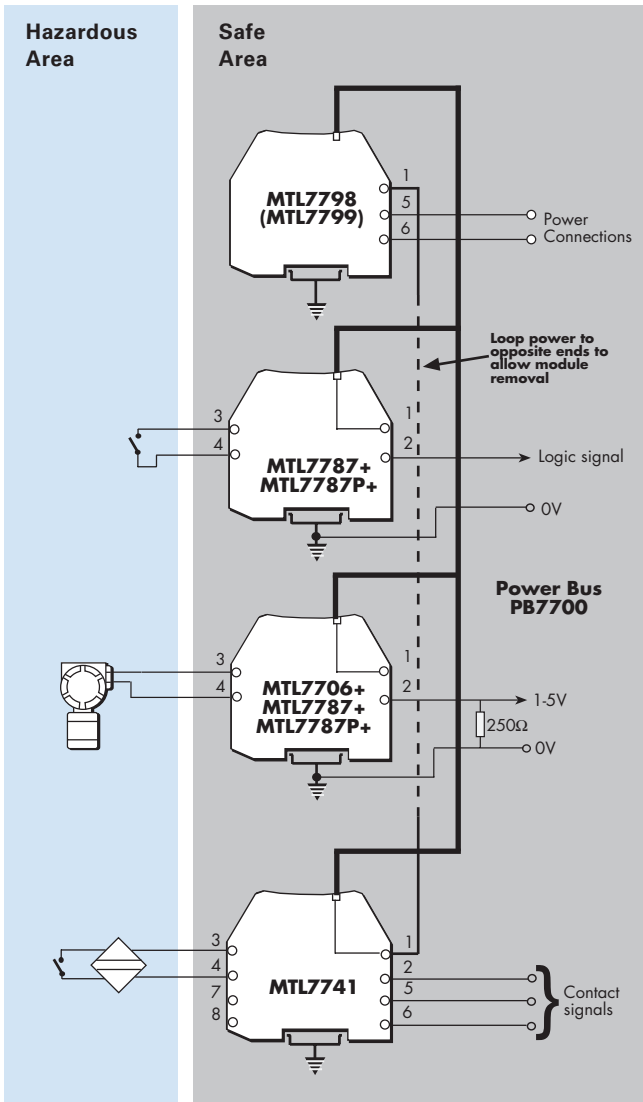 Hazardous
Area
Safe
Area
MTL7798
(MTL7799)
1
5
6
Power
Connections
Loop power to
opposite ends to
allow module
removal
3
4
1
2
MTL7787+
MTL7787P+
Logic signal
0V
Power Bus
PB7700
3
4
1
2
MTL7706+
MTL7787+
MTL7787P+
1-5V
250Ω
0V
3
4
7
8
1
2
5
6
MTL7741
Contact
signals